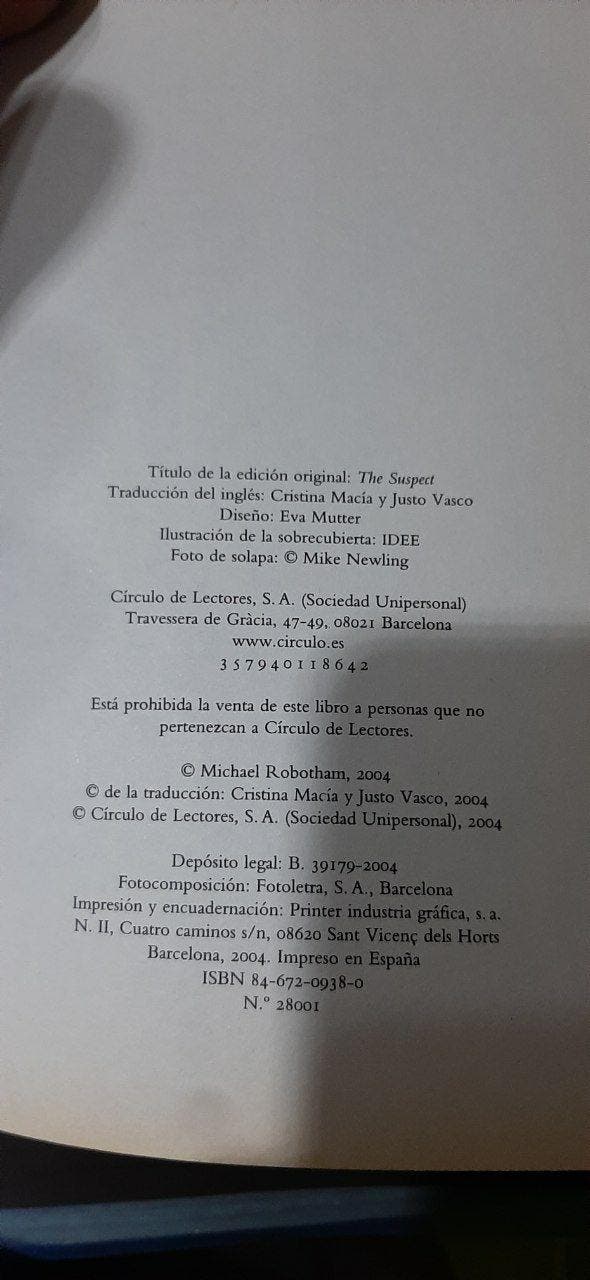 Título de la edición original: The Suspect
Traducción del inglés: Cristina Macía y Justo Vasco
Diseño: Eva Mutter
Ilustración de la sobrecubierta: IDEE
Foto de solapa: © Mike Newling
Círculo de Lectores, S. A. (Sociedad Unipersonal)
Travessera de Gràcia, 47-49, 08021 Barcelona
www.circulo.es
3 5 7 9 4 0 1 1 8 6 4 2
Está prohibida la venta de este libro a personas que no
pertenezcan a Círculo de Lectores.
© Michael Robotham, 2004
© de la traducción: Cristina Macía y Justo Vasco, 2004
© Círculo de Lectores, S. A. (Sociedad Unipersonal), 2004
Depósito legal: B. 39179-2004
Fotocomposición: Fotoletra, S. A., Barcelona
Impresión y encuadernación: Printer industria gráfica, s. a.
N. II, Cuatro caminos s/n, 08620 Sant Vicenç dels Horts
Barcelona, 2004. Impreso en España
ISBN 84-672-0938-0
N.º 28001